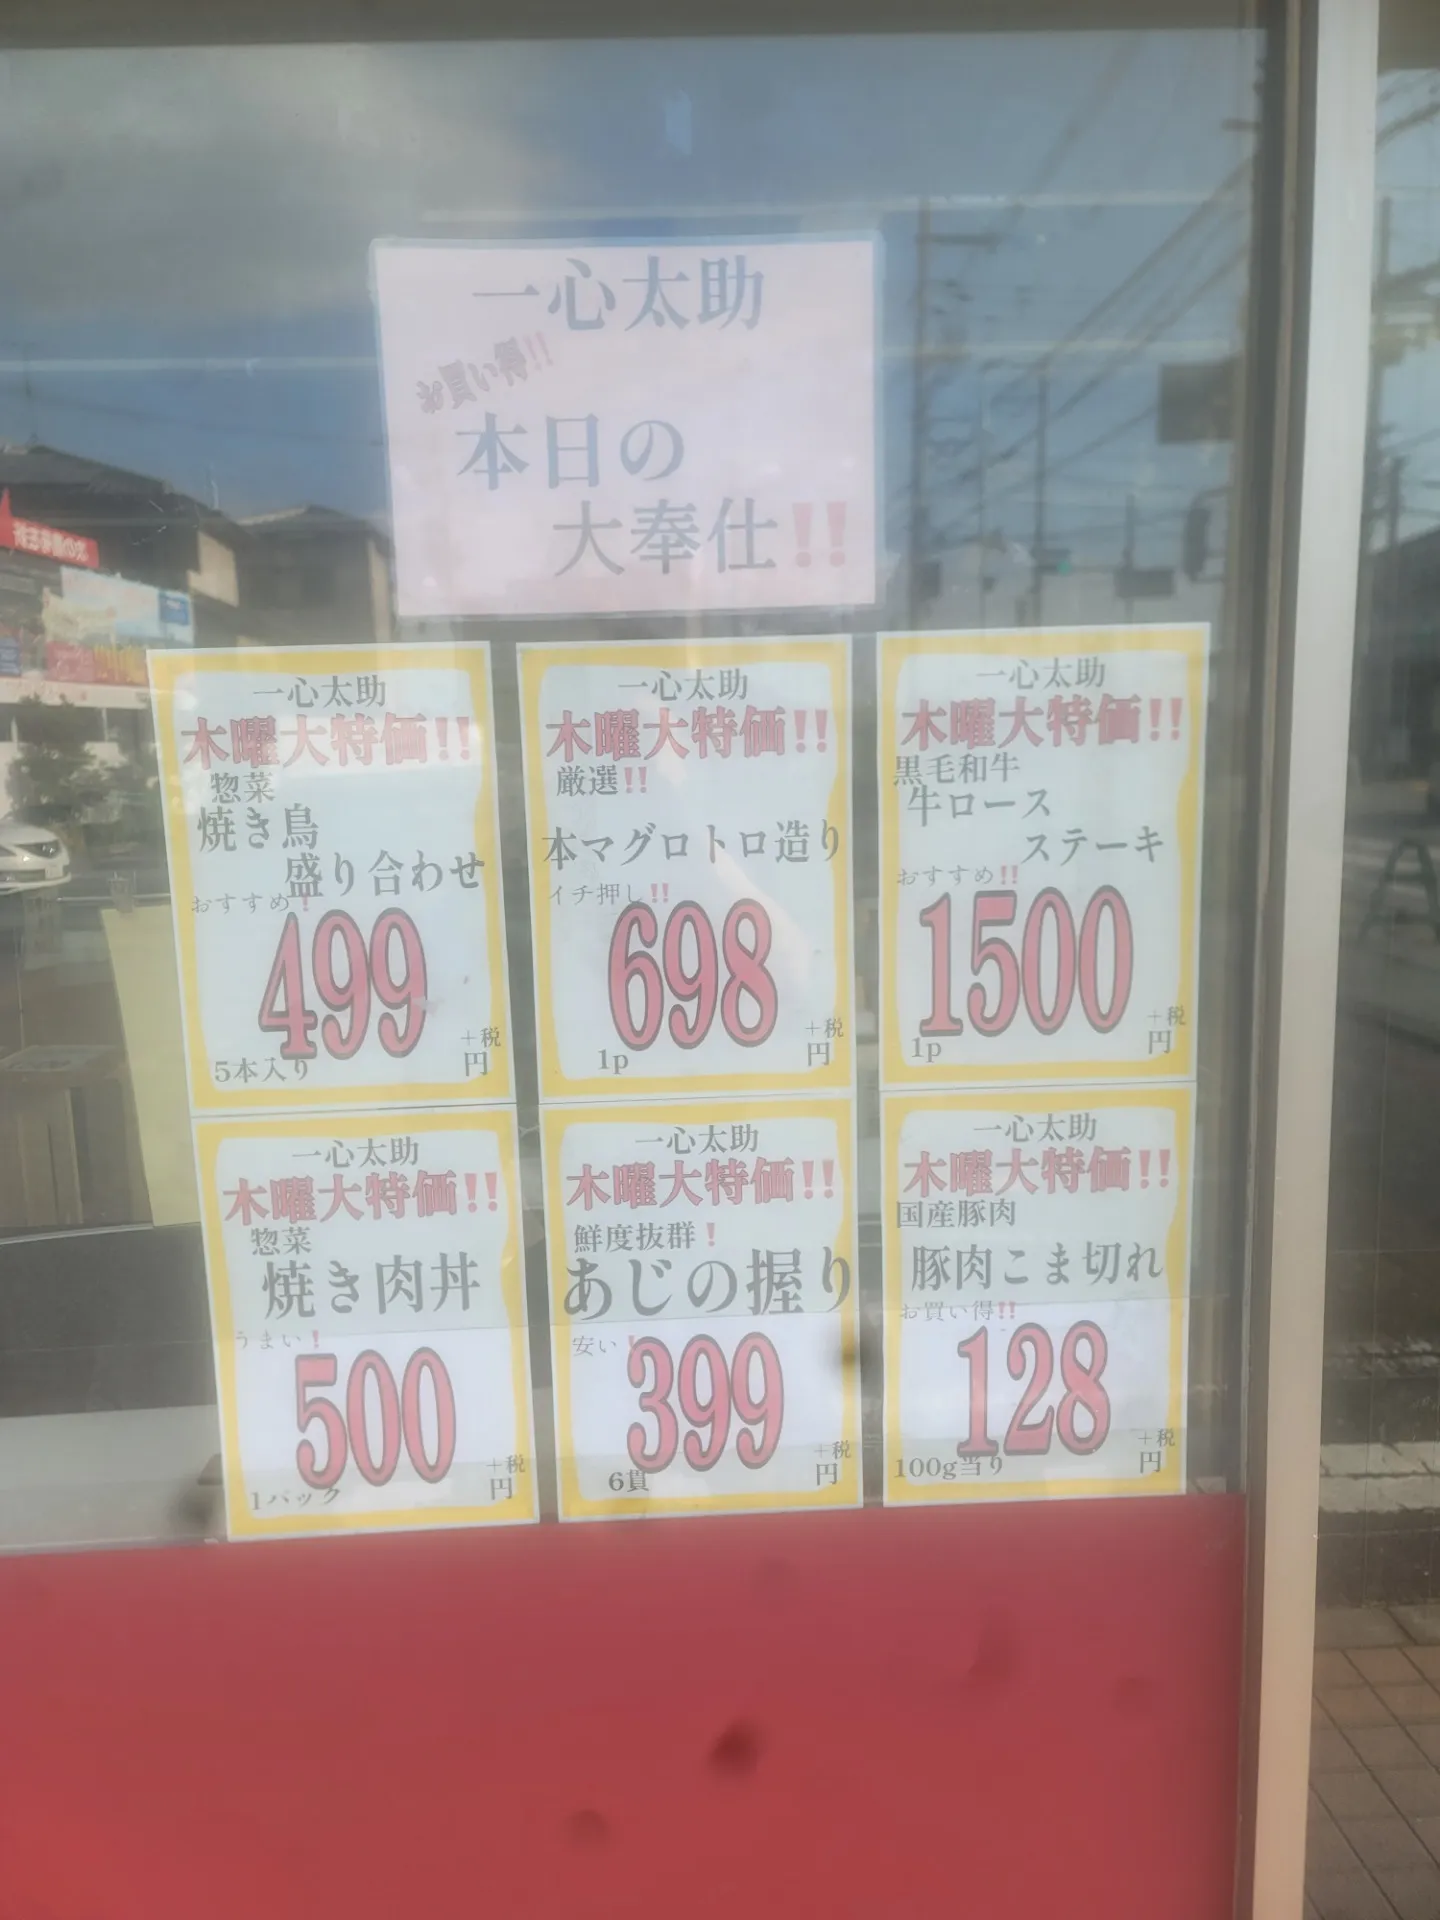 一心太助
本日の
大奉仕!!
一心太助
木曜大特価!!
惣菜
焼き鳥
盛り合わせ
おすすめ!
499
+税
円
5本入り
一心太助
木曜大特価!!
厳選!!
本マグロトロ造り
イチ押し!!
698
+税
円
1p
一心太助
木曜大特価!!
黒毛和牛
牛ロース
ステーキ
おすすめ!!
1500
+税
円
1p
一心太助
木曜大特価!!
惣菜
焼き肉丼
うまい!
500
+税
円
1パック
一心太助
木曜大特価!!
鮮度抜群!
あじの握り
安い!
399
+税
円
6貫
一心太助
木曜大特価!!
国産豚肉
豚肉こま切れ
お買い得!!
128
+税
円
100g当り